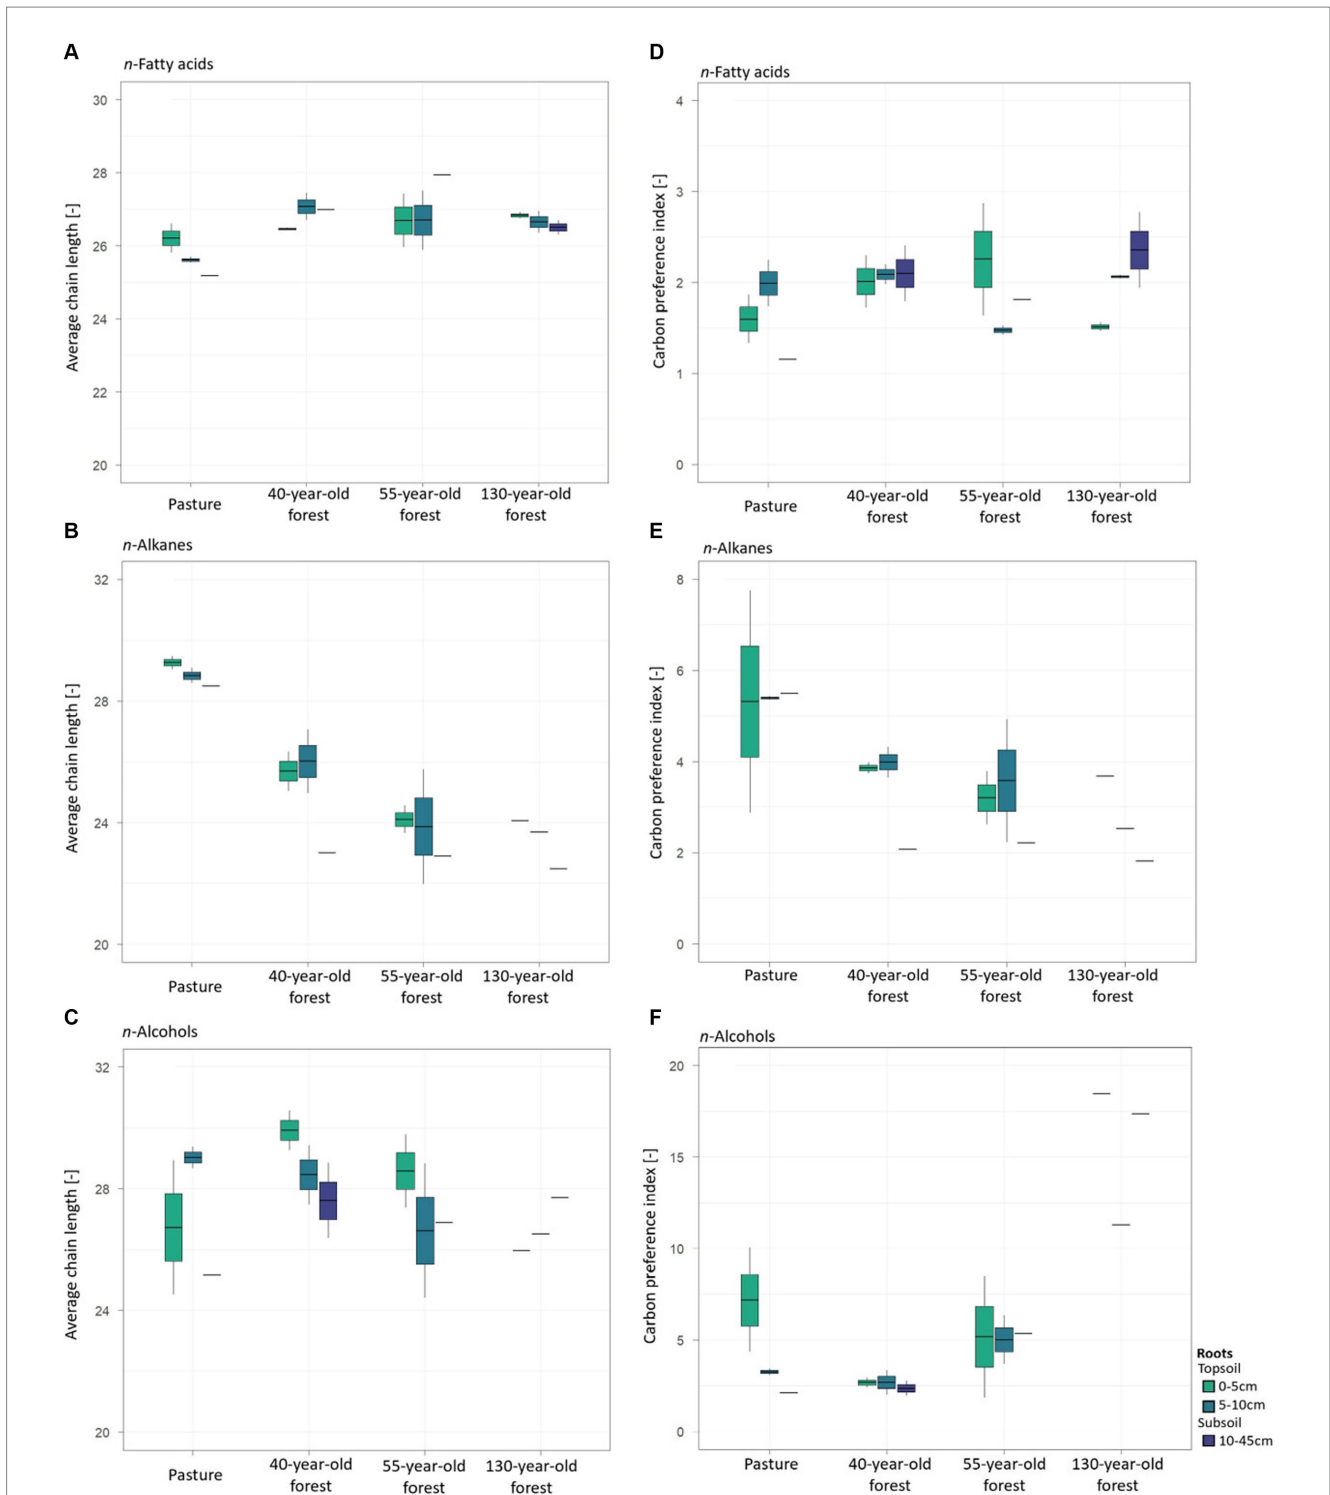 A
n-Fatty acids
30
28
26
24
22
20
Average chain length [-]
Pasture
40-year-old
forest
55-year-old
forest
130-year-old
forest
D
n-Fatty acids
4
3
2
1
0
Carbon preference index [-]
Pasture
40-year-old
forest
55-year-old
forest
130-year-old
forest
B
n-Alkanes
32
28
24
20
Average chain length [-]
Pasture
40-year-old
forest
55-year-old
forest
130-year-old
forest
E
n-Alkanes
8
6
4
2
0
Carbon preference index [-]
Pasture
40-year-old
forest
55-year-old
forest
130-year-old
forest
C
n-Alcohols
32
28
24
20
Average chain length [-]
Pasture
40-year-old
forest
55-year-old
forest
130-year-old
forest
F
n-Alcohols
20
15
10
5
0
Carbon preference index [-]
Pasture
40-year-old
forest
55-year-old
forest
130-year-old
forest
Roots
Topsoil
0-5cm
5-10cm
Subsoil
10-45cm